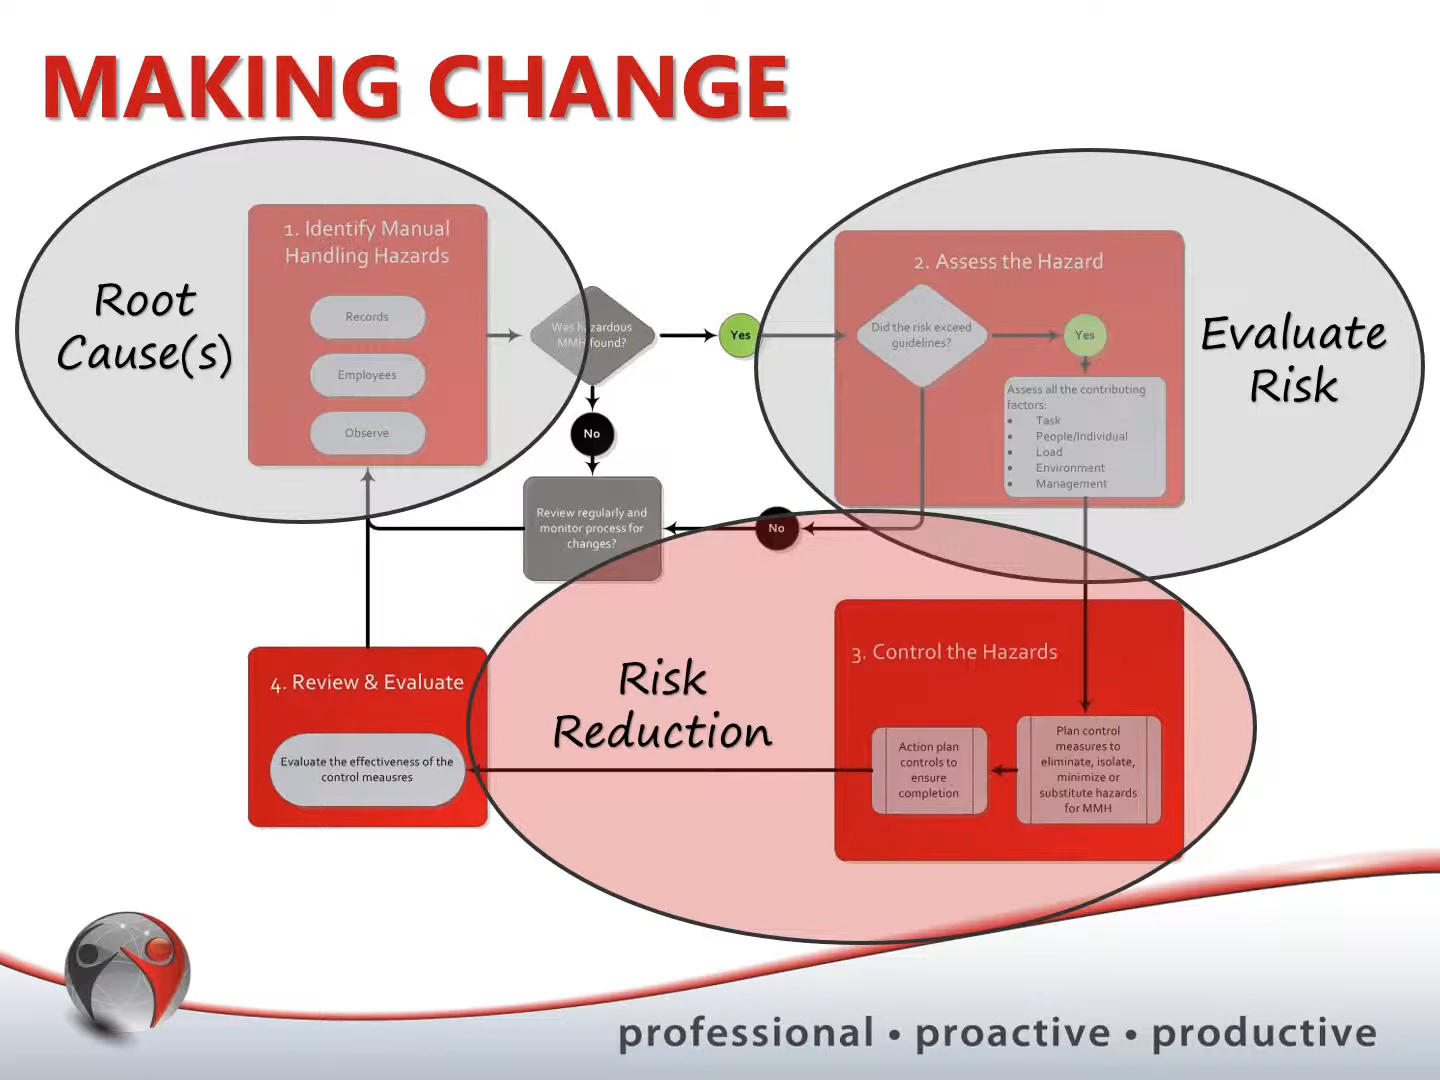 MAKING CHANGE
Root
Cause(s)
1. Identify Manual
Handling Hazards
Records
Employees
Observe
Was hazardous
MMH found?
Yes
No
Review regularly and
monitor process for
changes?
2. Assess the Hazard
Did the risk exceed
guidelines?
Yes
Assess all the contributing
factors:
• Task
• People/Individual
• Load
• Environment
• Management
No
Evaluate
Risk
3. Control the Hazards
Plan control
measures to
eliminate, isolate,
minimize or
substitute hazards
for MMH
Action plan
controls to
ensure
completion
Risk
Reduction
4. Review & Evaluate
Evaluate the effectiveness of the
control meausres
professional • proactive • productive